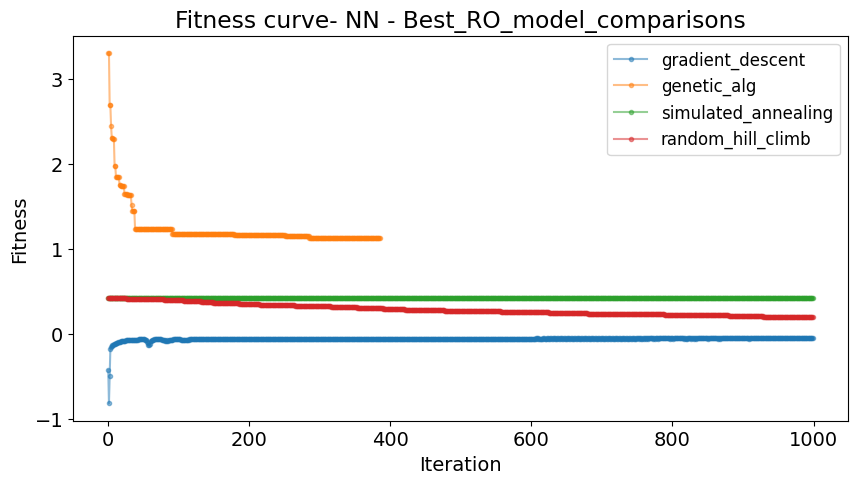 Fitness curve- NN - Best_RO_model_comparisons
gradient_descent
genetic_alg
simulated_annealing
random_hill_climb
3
2
1
0
−1
Fitness
0 200 400 600 800 1000
Iteration